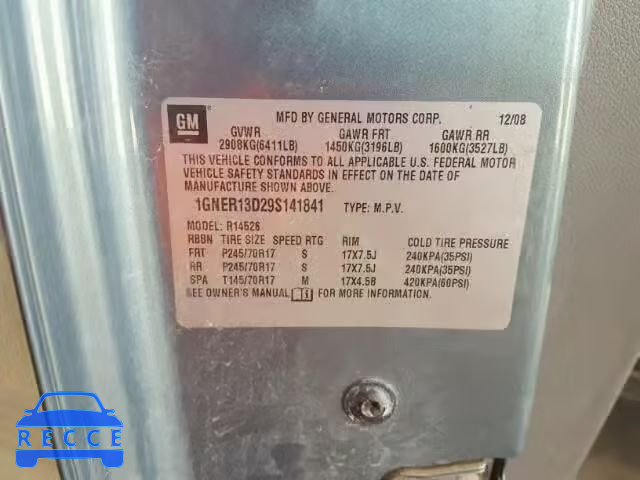 GM
MFD BY GENERAL MOTORS CORP. 12/08
GVWR GAWR FRT GAWR RR
2908KG(6411LB) 1450KG(3196LB) 1600KG(3527LB)
THIS VEHICLE CONFORMS TO ALL APPLICABLE U.S. FEDERAL MOTOR
VEHICLE SAFETY STANDARDS IN EFFECT ON THE DATE OF
MANUFACTURE SHOWN ABOVE.
1GNER13D29S141841 TYPE: M.P.V.
MODEL: R14526
RBBN TIRE SIZE SPEED RTG RIM COLD TIRE PRESSURE
FRT P245/70R17 S 17X7.5J 240KPA(35PSI)
RR P245/70R17 S 17X7.5J 240KPA(35PSI)
SPA T145/70R17 M 17X4.5B 420KPA(60PSI)
SEE OWNER'S MANUAL FOR MORE INFORMATION.
RECCE